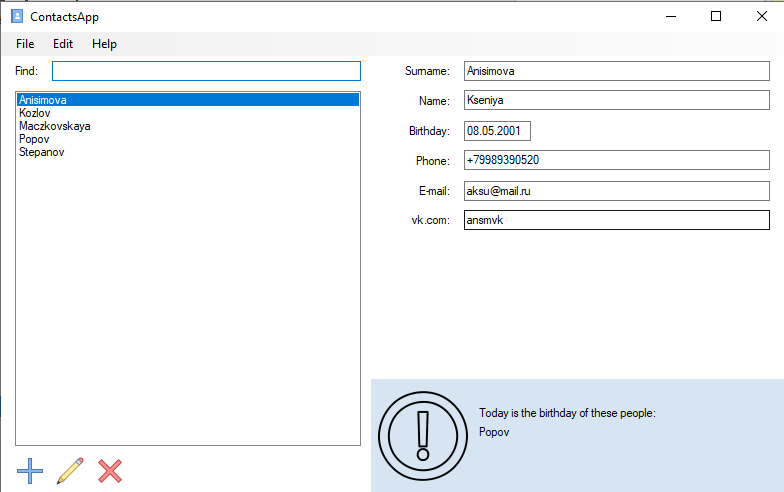 ContactsApp
File Edit Help
Find:
Anisimova
Kozlov
Maczkovskaya
Popov
Stepanov
Surname: Anisimova
Name: Kseniya
Birthday: 08.05.2001
Phone: +79989390520
E-mail: aksu@mail.ru
vk.com: ansmvk
Today is the birthday of these people:
Popov